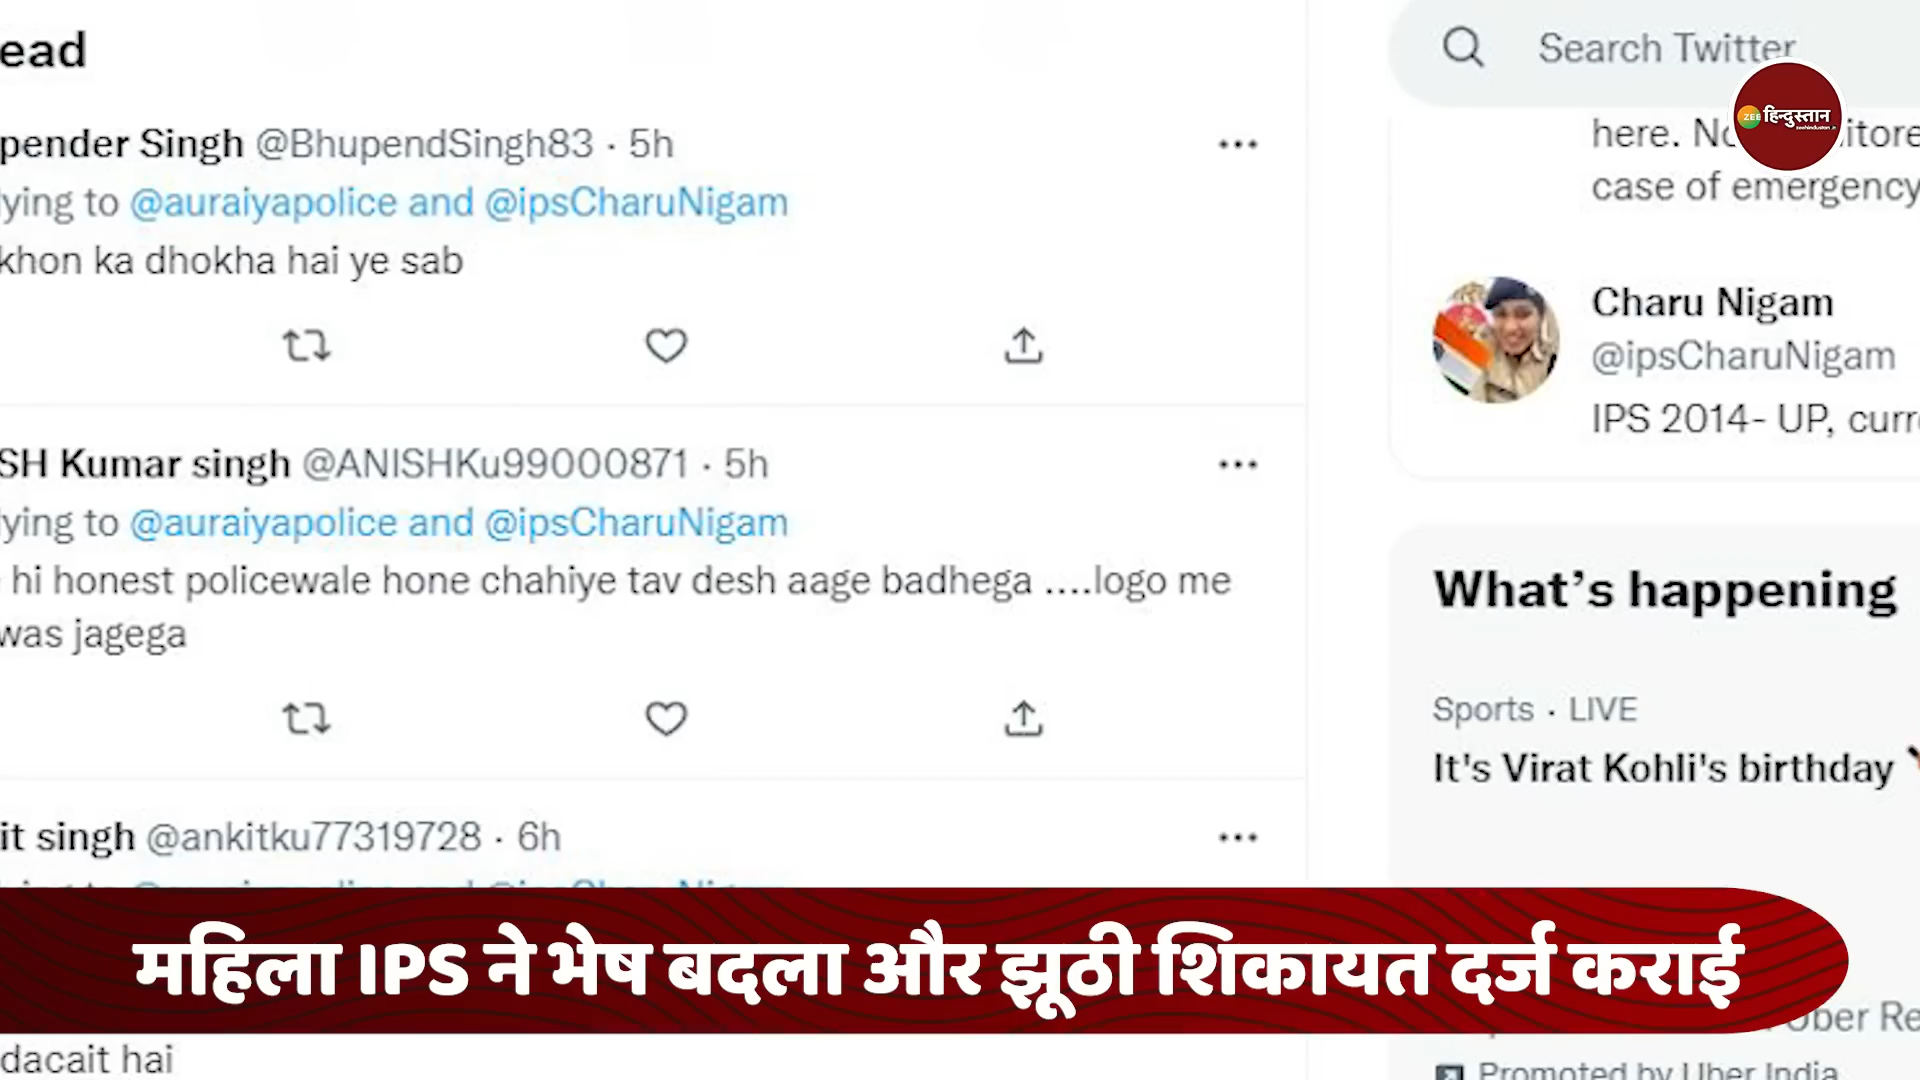 ead
pender Singh @BhupendSingh83 · 5h
ying to @auraiyapolice and @ipsCharuNigam
khon ka dhokha hai ye sab
SH Kumar singh @ANISHKu99000871 · 5h
ying to @auraiyapolice and @ipsCharuNigam
hi honest policewale hone chahiye tav desh aage badhega ....logo me
was jagega
it singh @ankitku77319728 · 6h
dacait hai
Search Twitter
ZEE हिन्दुस्तान
zeehindustan.in
here. No itore
case of emergency
Charu Nigam
@ipsCharuNigam
IPS 2014- UP, curr
What's happening
Sports · LIVE
It's Virat Kohli's birthday
महिला IPS ने भेष बदला और झूठी शिकायत दर्ज कराई
Uber Re
Promoted by Uber India